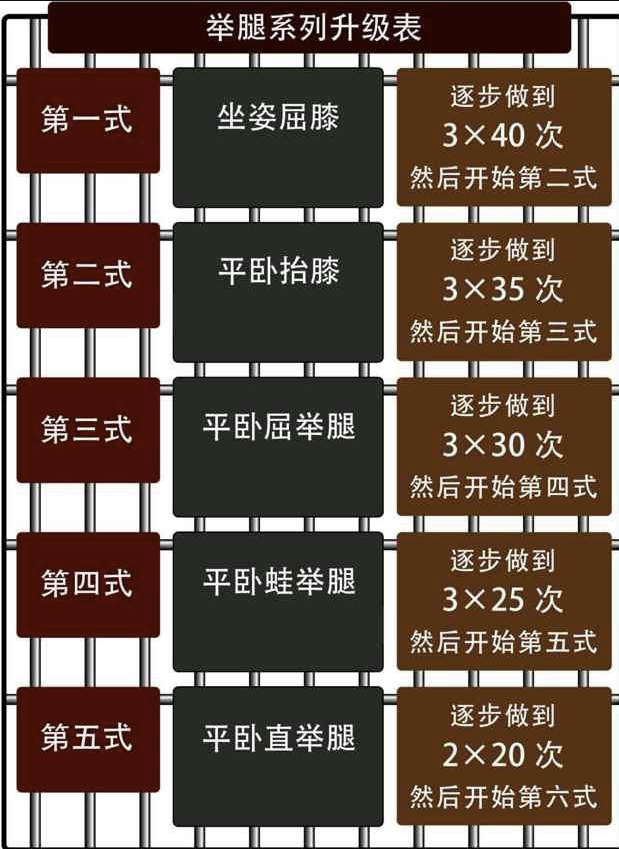 举腿系列升级表
第一式
坐姿屈膝
逐步做到
3×40 次
然后开始第二式
第二式
平卧抬膝
逐步做到
3×35 次
然后开始第三式
第三式
平卧屈举腿
逐步做到
3×30 次
然后开始第四式
第四式
平卧蛙举腿
逐步做到
3×25 次
然后开始第五式
第五式
平卧直举腿
逐步做到
2×20 次
然后开始第六式